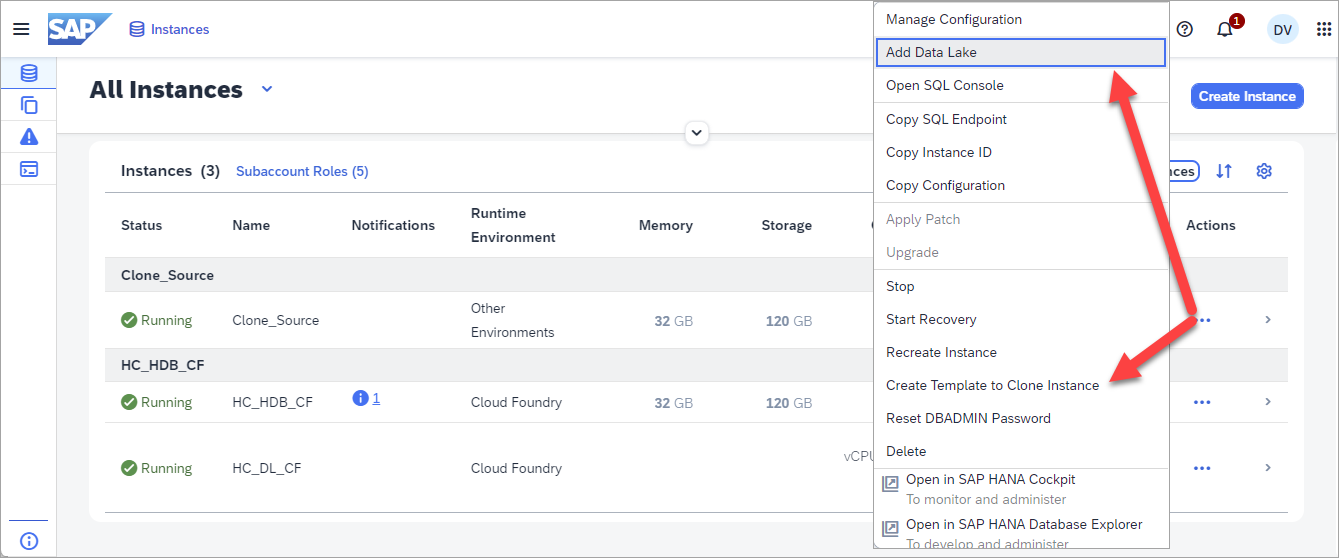 SAP
Instances
1
DV
All Instances
Create Instance
Instances (3)
Subaccount Roles (5)
Status
Name
Notifications
Runtime
Environment
Memory
Storage
Actions
Clone_Source
Running
Clone_Source
Other
Environments
32 GB
120 GB
HC_HDB_CF
Running
HC_HDB_CF
1
Cloud Foundry
32 GB
120 GB
Running
HC_DL_CF
Cloud Foundry
vCPU
Manage Configuration
Add Data Lake
Open SQL Console
Copy SQL Endpoint
Copy Instance ID
Copy Configuration
Apply Patch
Upgrade
Stop
Start Recovery
Recreate Instance
Create Template to Clone Instance
Reset DBADMIN Password
Delete
Open in SAP HANA Cockpit
To monitor and administer
Open in SAP HANA Database Explorer
To develop and administer